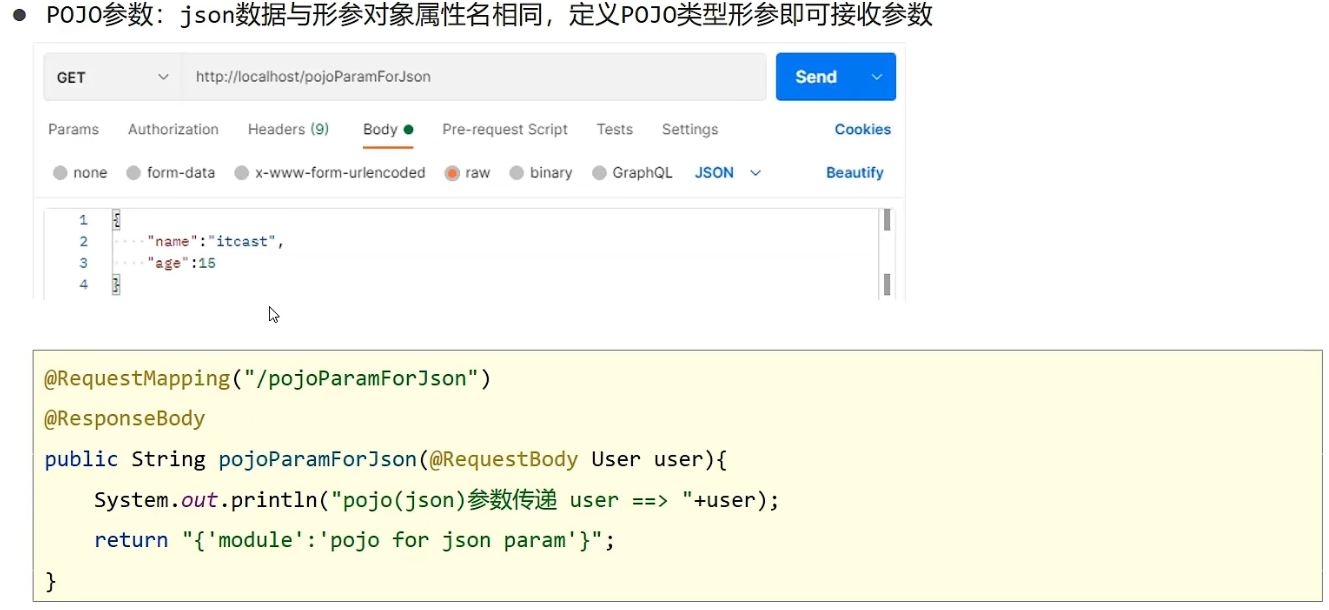 ● POJO参数：json数据与形参对象属性名相同，定义POJO类型形参即可接收参数
GET http://localhost/pojoParamForJson Send
Params Authorization Headers (9) Body Pre-request Script Tests Settings Cookies
none form-data x-www-form-urlencoded raw binary GraphQL JSON Beautify
1 {
2 ····"name":"itcast",
3 ····"age":15
4 }
@RequestMapping("/pojoParamForJson")
@ResponseBody
public String pojoParamForJson(@RequestBody User user){
    System.out.println("pojo(json)参数传递 user ==> "+user);
    return "{'module':'pojo for json param'}";
}